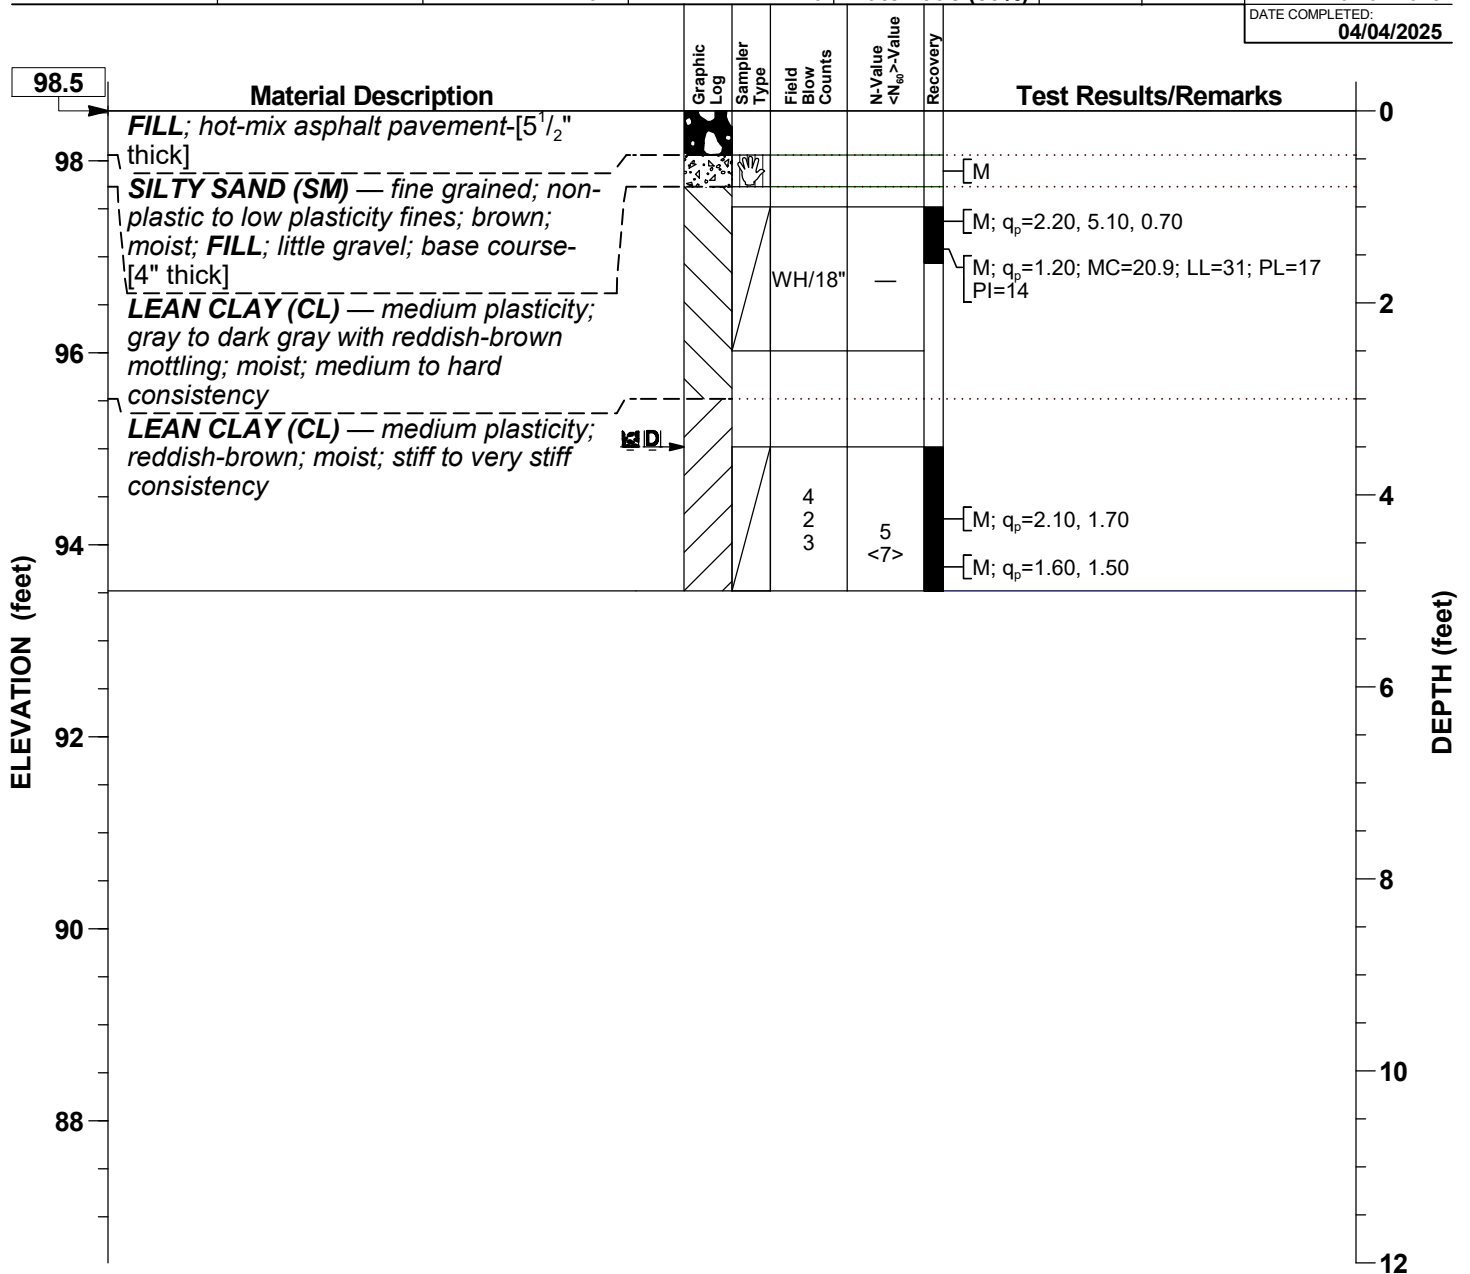 DATE COMPLETED:
04/04/2025
98.5
Material Description
Graphic Log
Sampler Type
Field Blow Counts
N-Value <N₆₀>-Value
Recovery
Test Results/Remarks
FILL; hot-mix asphalt pavement-[5¹/₂"
thick]
SILTY SAND (SM) — fine grained; non-
plastic to low plasticity fines; brown;
moist; FILL; little gravel; base course-
[4" thick]
LEAN CLAY (CL) — medium plasticity;
gray to dark gray with reddish-brown
mottling; moist; medium to hard
consistency
LEAN CLAY (CL) — medium plasticity;
reddish-brown; moist; stiff to very stiff
consistency
WH/18"
—
4
2
3
5
<7>
[M
[M; qₚ=2.20, 5.10, 0.70
[M; qₚ=1.20; MC=20.9; LL=31; PL=17
PI=14
[M; qₚ=2.10, 1.70
[M; qₚ=1.60, 1.50
ELEVATION (feet)
98
96
94
92
90
88
DEPTH (feet)
0
2
4
6
8
10
12